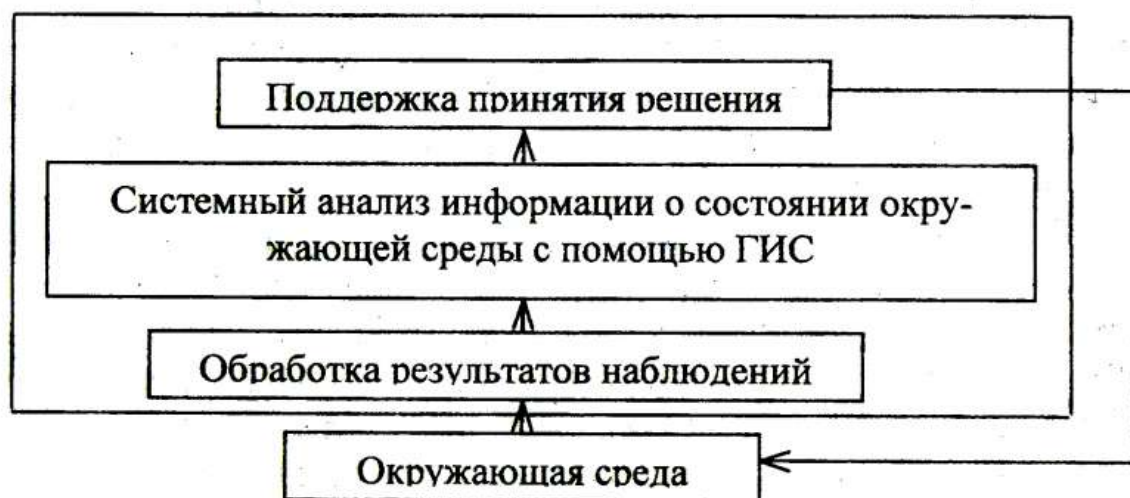 Поддержка принятия решения
Системный анализ информации о состоянии окру-
жающей среды с помощью ГИС
Обработка результатов наблюдений
Окружающая среда